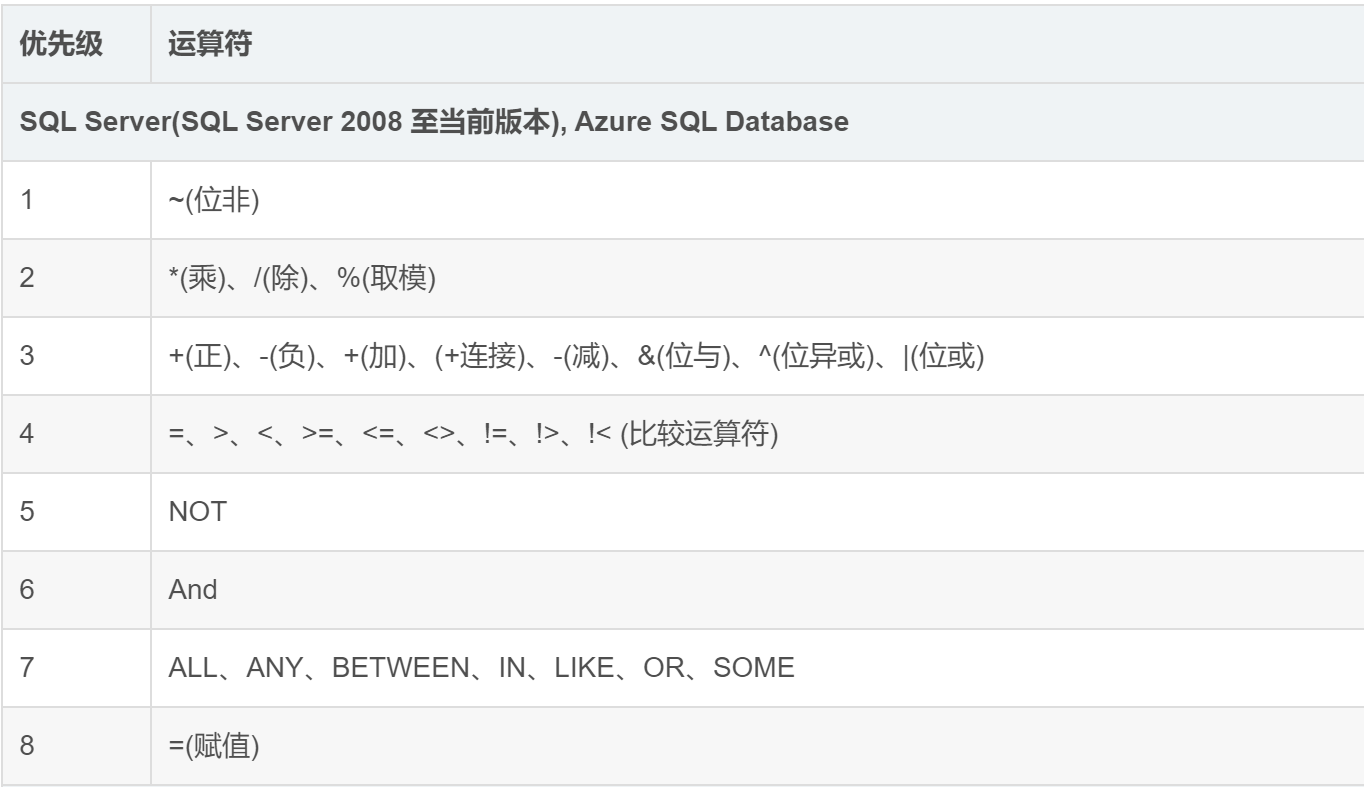 优先级 运算符
SQL Server(SQL Server 2008 至当前版本), Azure SQL Database
1 ~(位非)
2 *(乘)、/(除)、%(取模)
3 +(正)、-(负)、+(加)、(+连接)、-(减)、&(位与)、^(位异或)、|(位或)
4 =、>、<、>=、<=、<>、!=、!>、!< (比较运算符)
5 NOT
6 And
7 ALL、ANY、BETWEEN、IN、LIKE、OR、SOME
8 =(赋值)